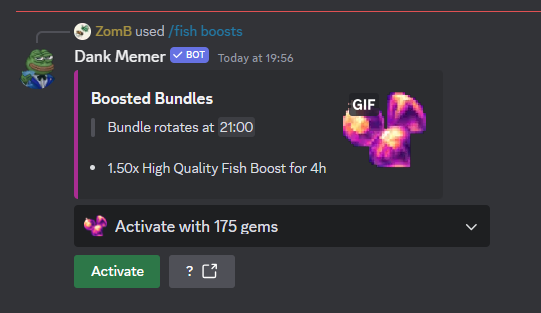 ZomB used /fish boosts
Dank Memer ✓ BOT Today at 19:56
Boosted Bundles
GIF
Bundle rotates at 21:00
• 1.50x High Quality Fish Boost for 4h
Activate with 175 gems
Activate ?